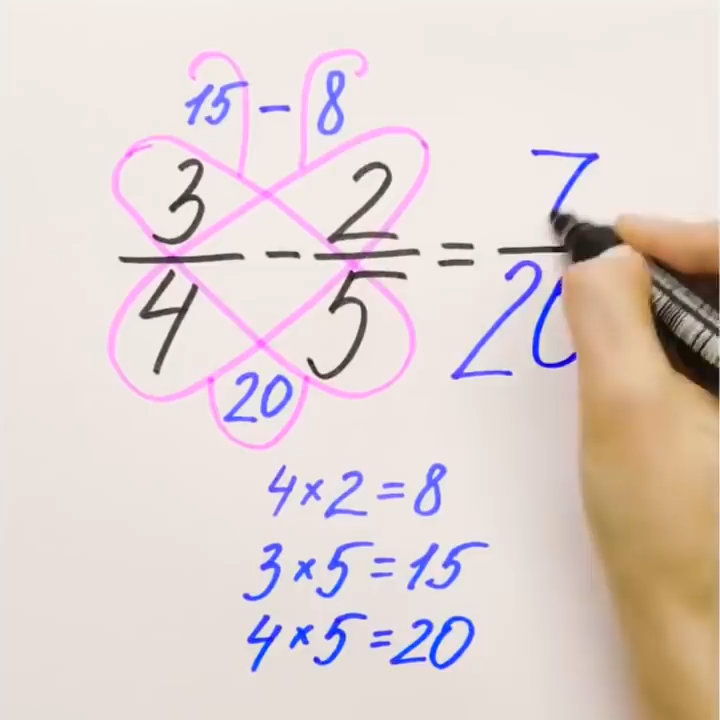 15 - 8
3/4 - 2/5 = 7/20
20
4 × 2 = 8
3 × 5 = 15
4 × 5 = 20